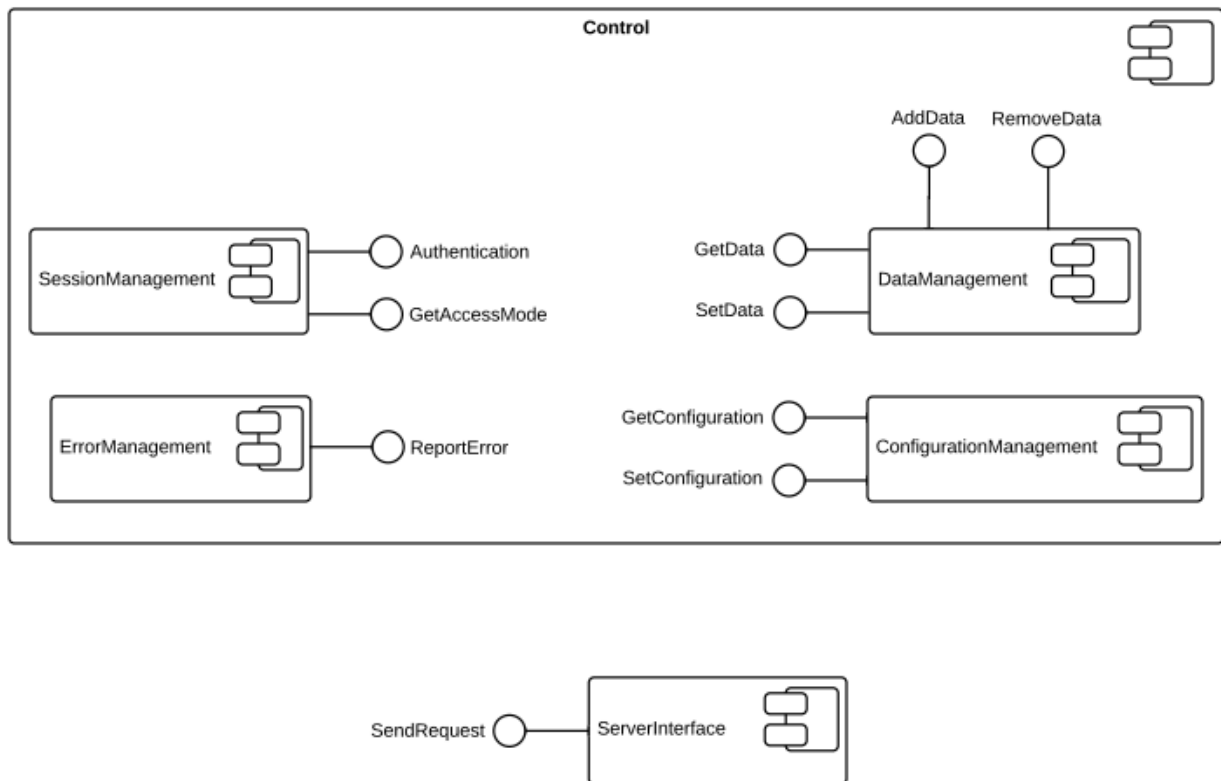 Control
AddData
RemoveData
SessionManagement
Authentication
GetAccessMode
GetData
SetData
DataManagement
ErrorManagement
ReportError
GetConfiguration
SetConfiguration
ConfigurationManagement
SendRequest
ServerInterface